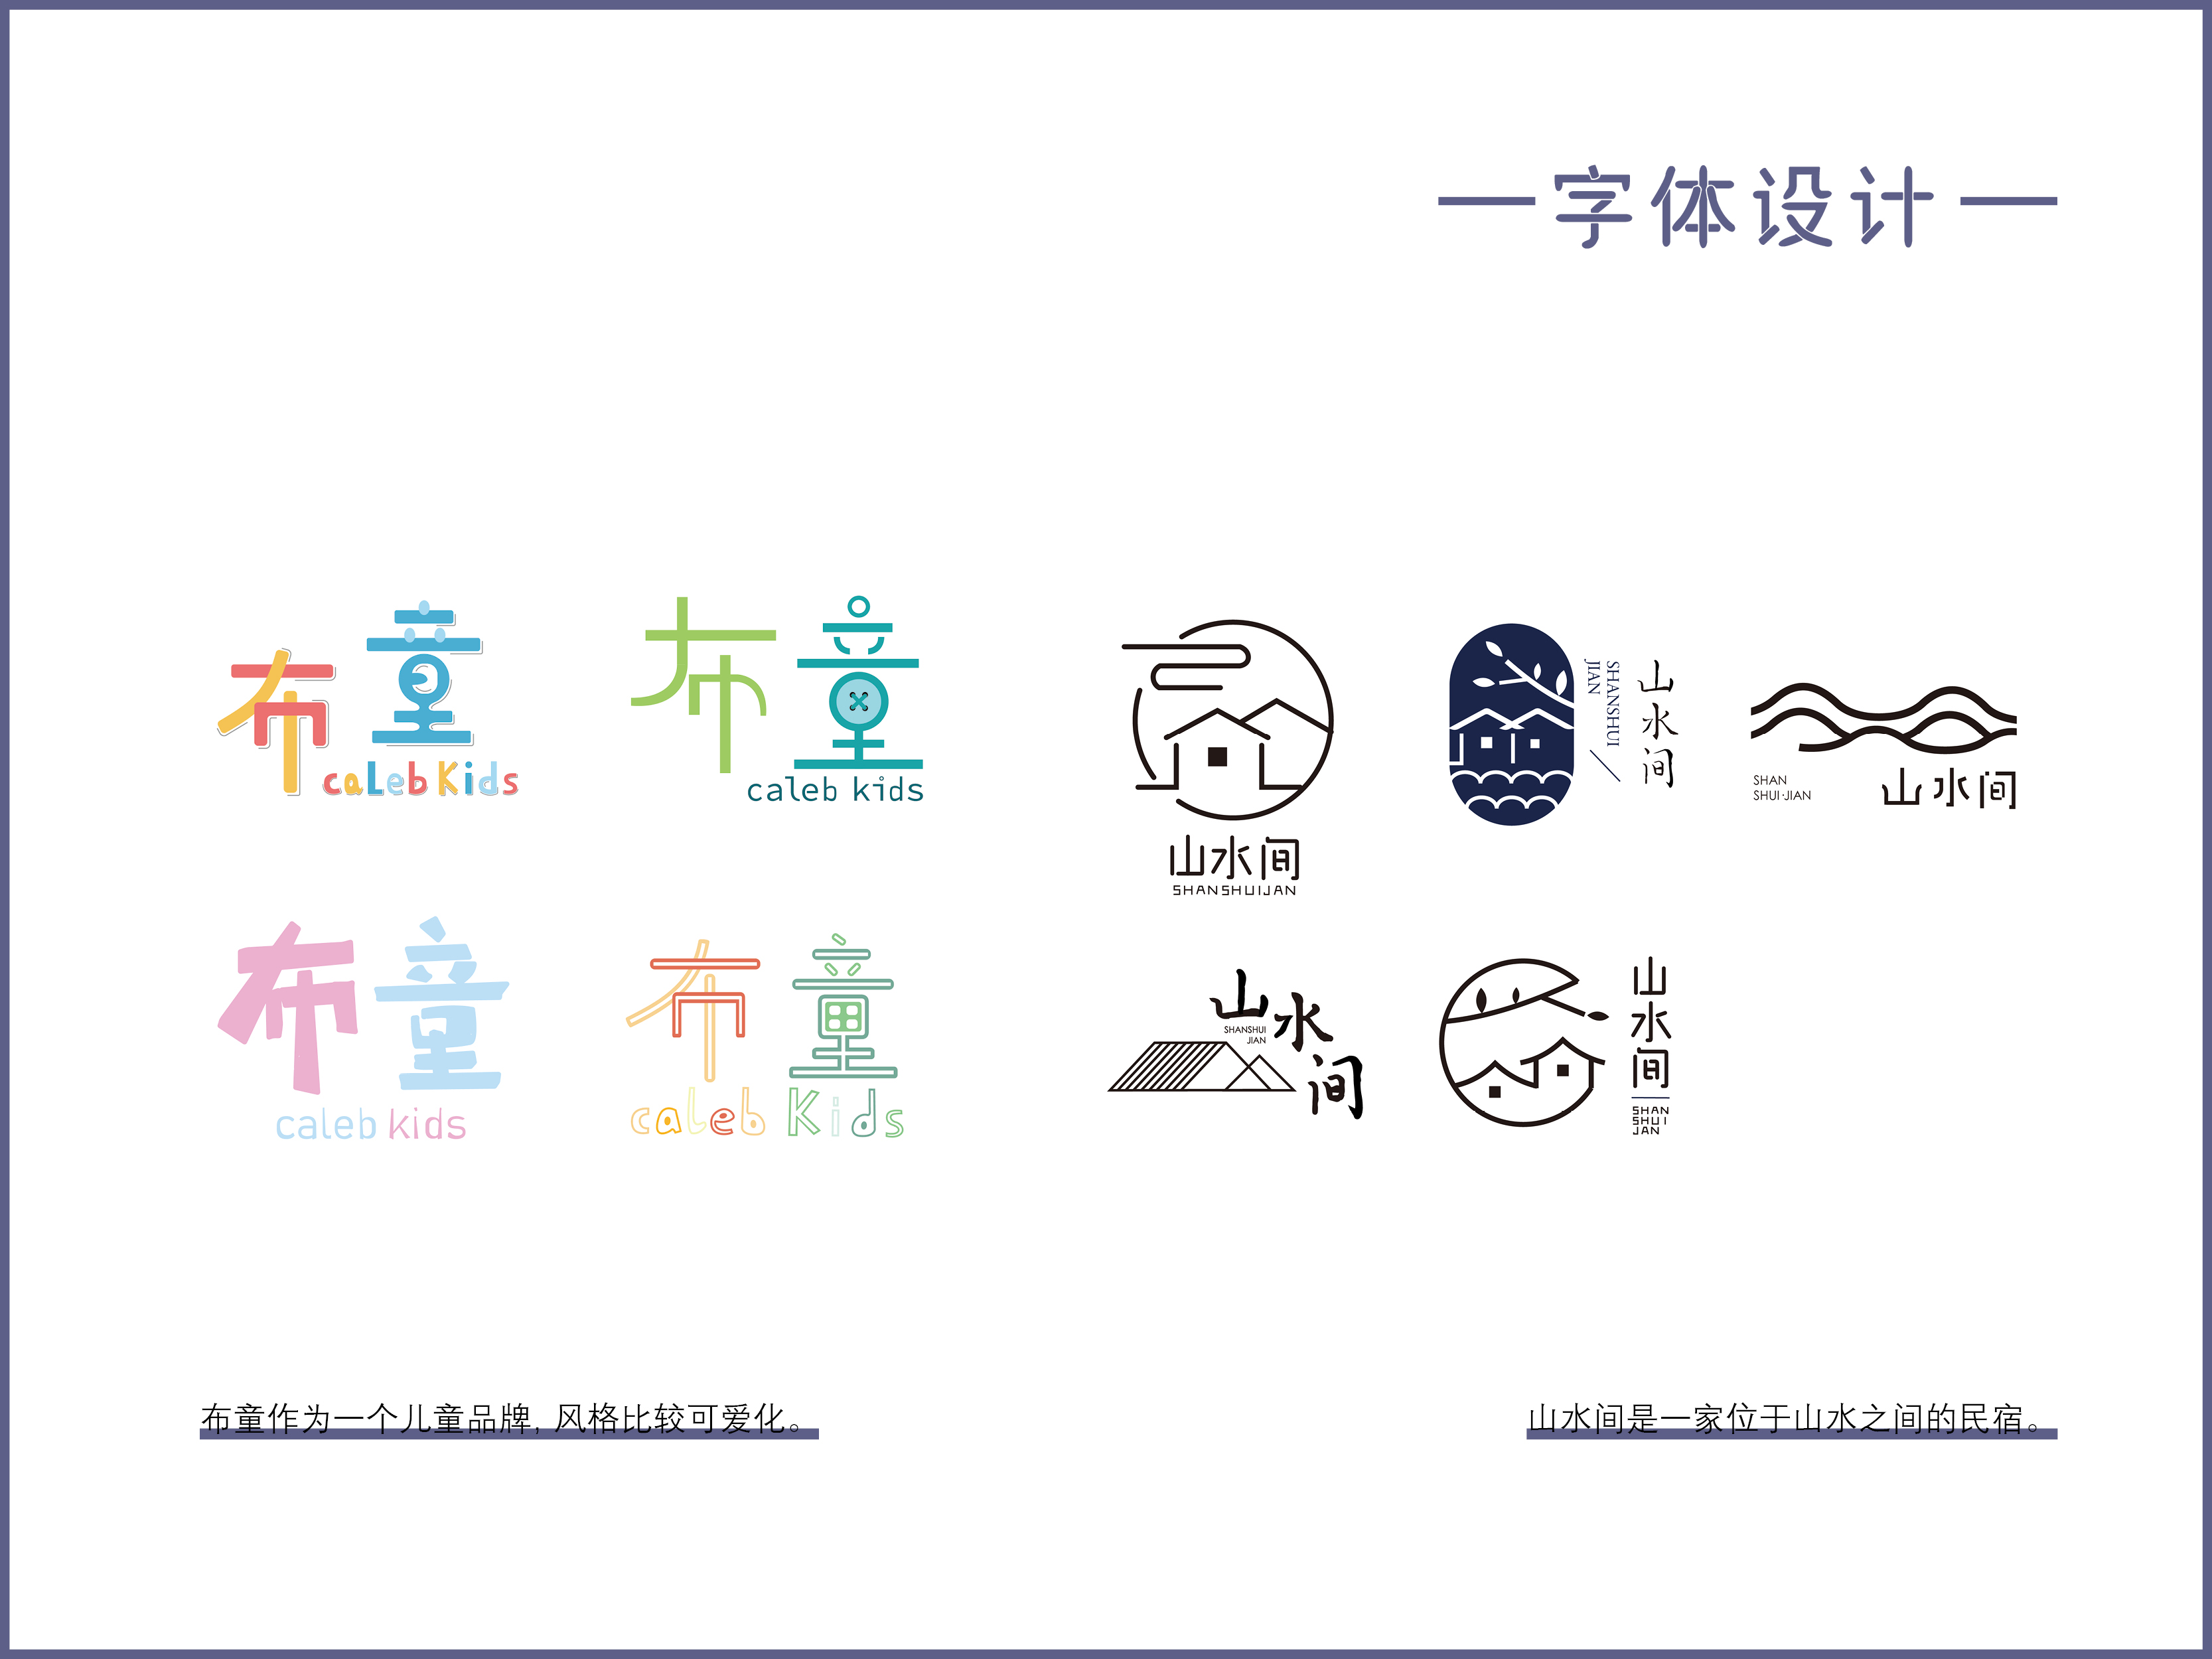 字体设计
布童
caleb Kids
布童
caleb kids
山水间
SHANSHUIJAN
山水间
SHANSHUI
JIAN
SHAN
SHUI·JIAN
山水间
布童
caleb kids
布童
caleb Kids
山水间
SHANSHUI
JIAN
山水间
SHAN
SHUI
JAN
布童作为一个儿童品牌,风格比较可爱化。
山水间是一家位于山水之间的民宿。